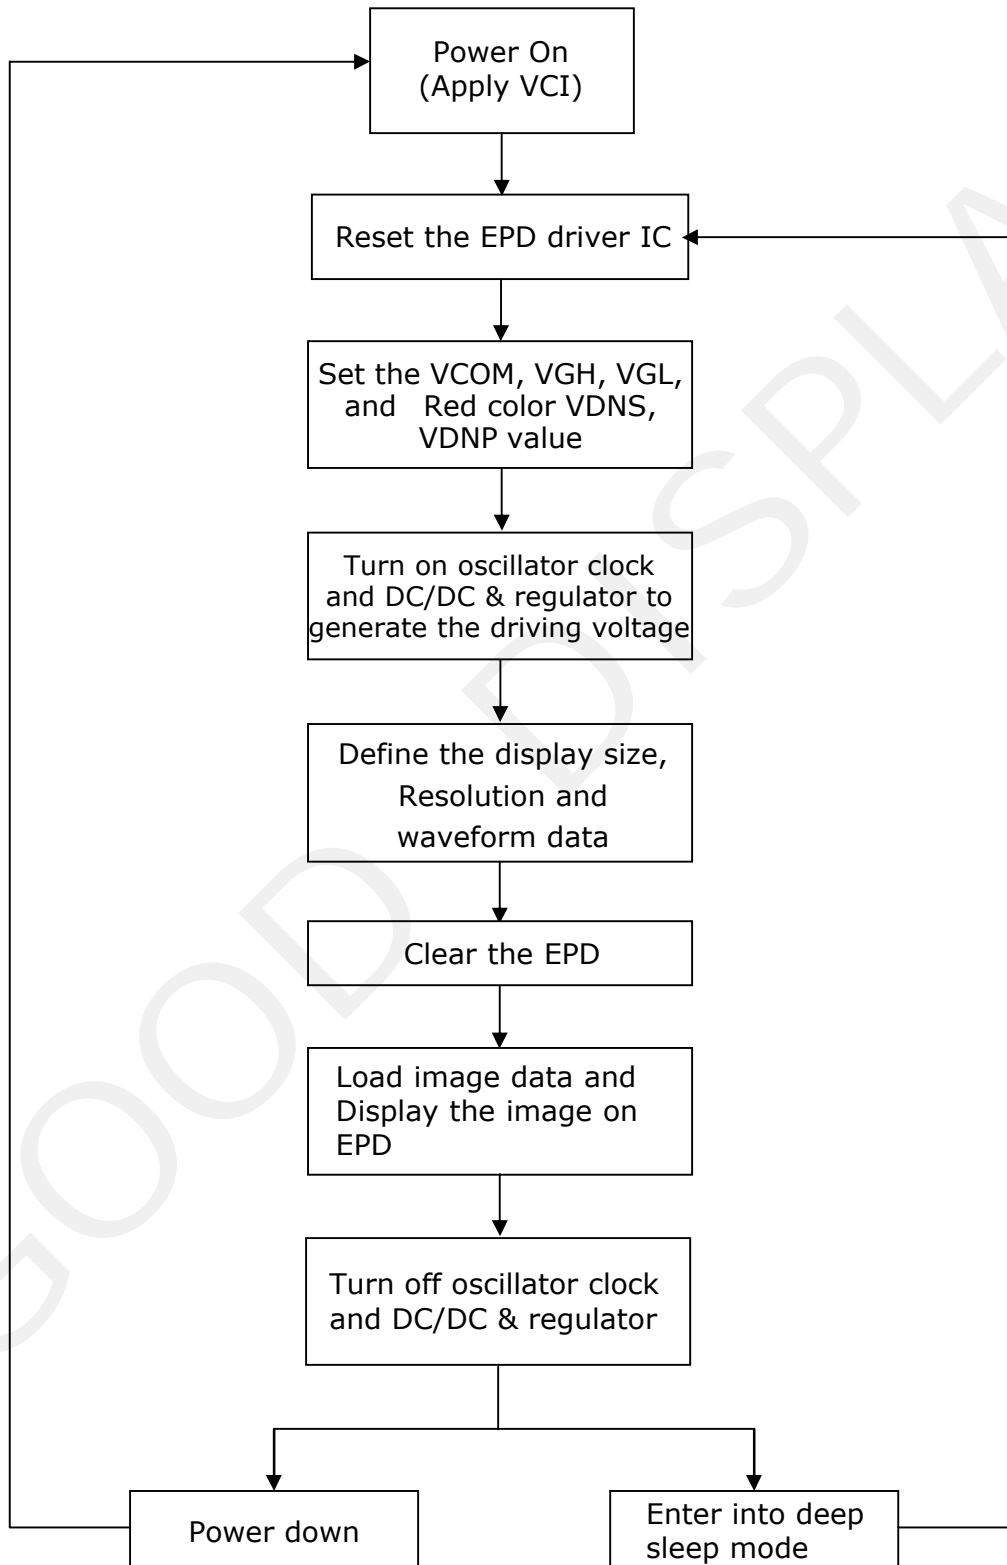 Power On
(Apply VCI)
Reset the EPD driver IC
Set the VCOM, VGH, VGL,
and Red color VDNS,
VDNP value
Turn on oscillator clock
and DC/DC & regulator to
generate the driving voltage
Define the display size,
Resolution and
waveform data
Clear the EPD
Load image data and
Display the image on
EPD
Turn off oscillator clock
and DC/DC & regulator
Power down
Enter into deep
sleep mode
GOOD DISPLA